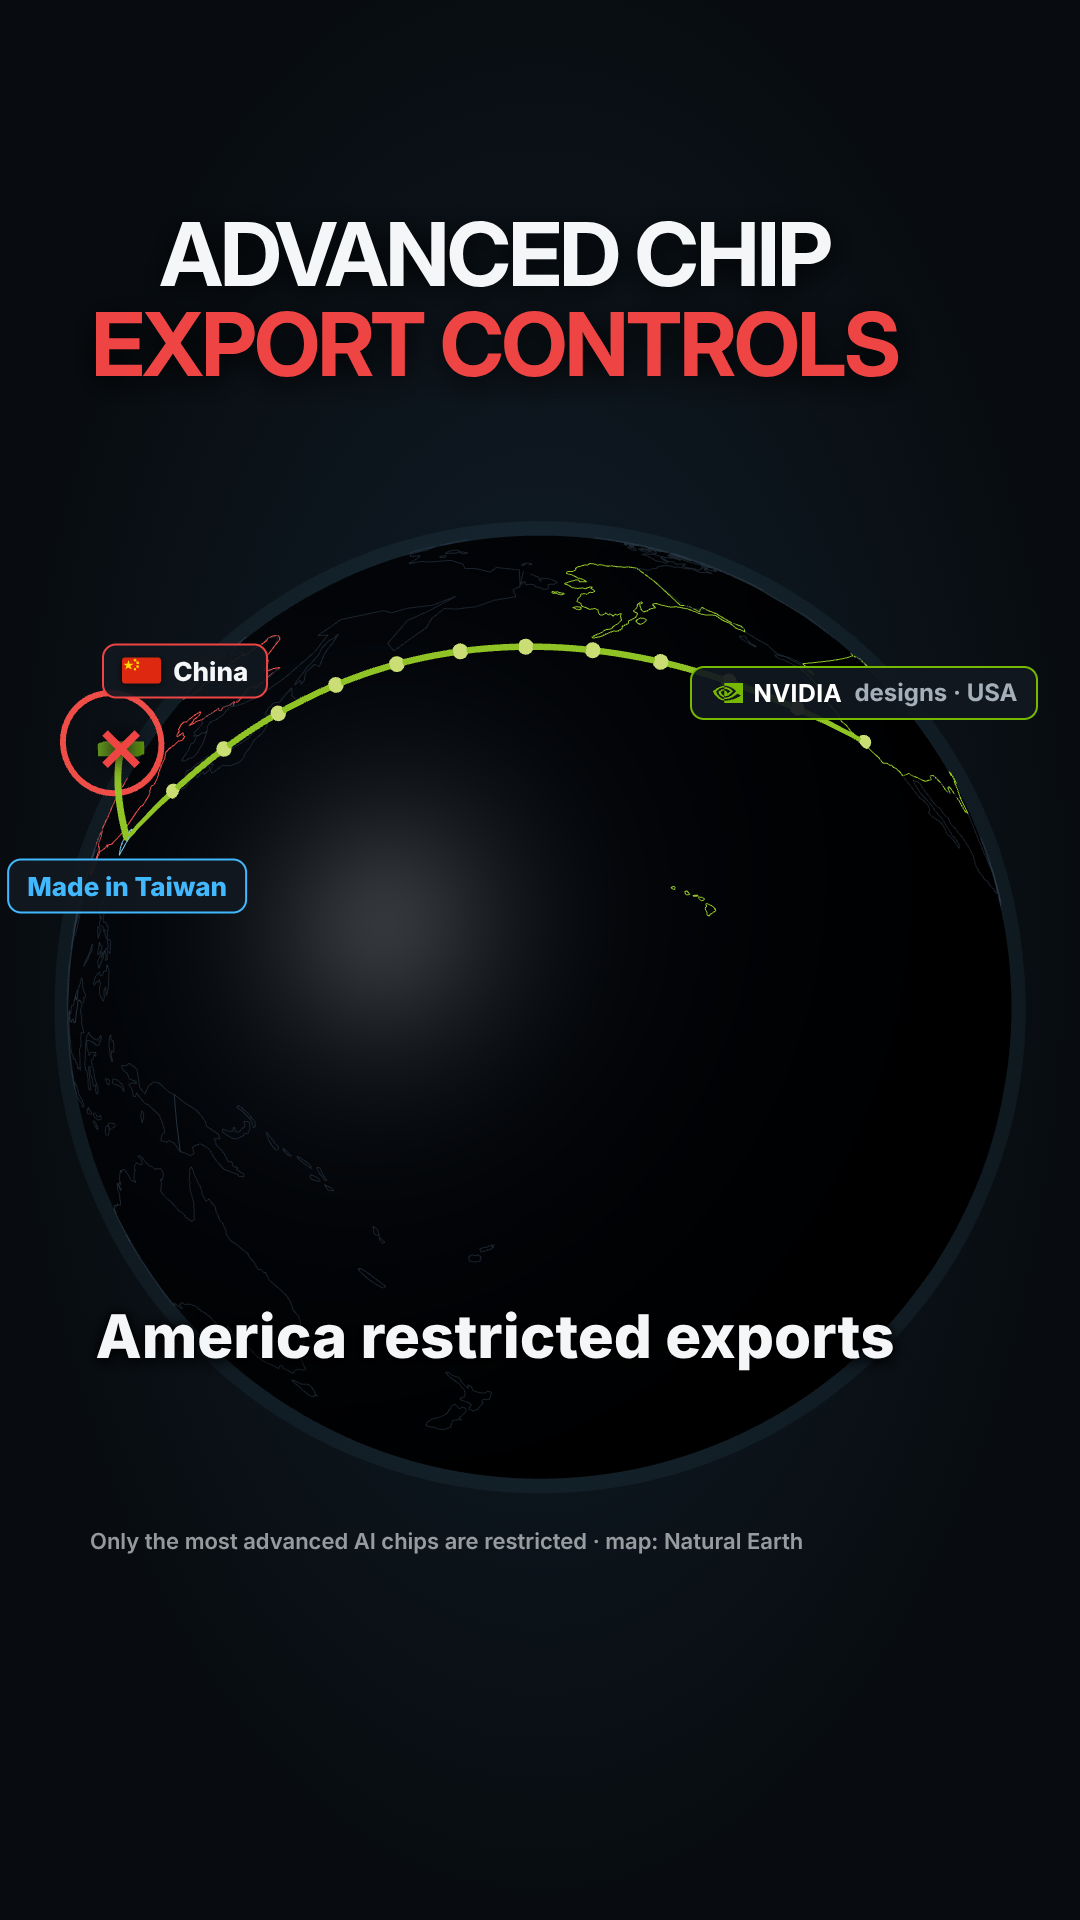 ADVANCED CHIP
EXPORT CONTROLS
China
NVIDIA designs · USA
Made in Taiwan
America restricted exports
Only the most advanced AI chips are restricted · map: Natural Earth